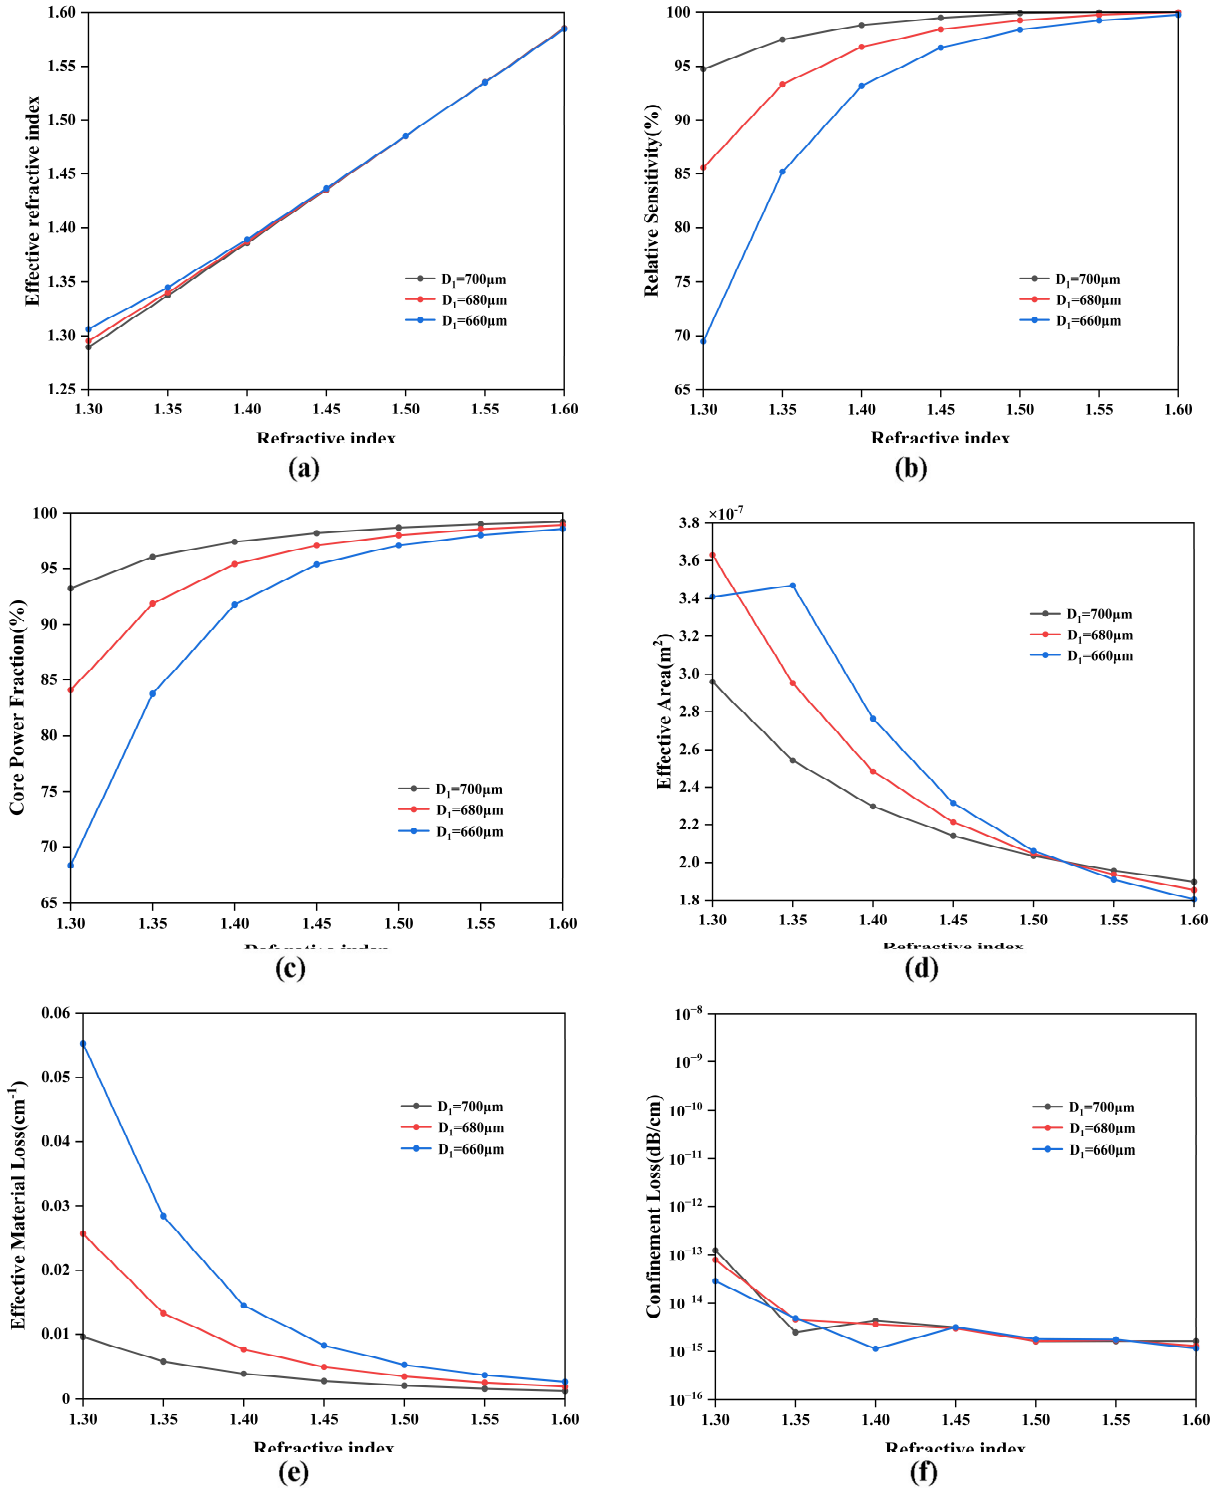 1.60
1.55
1.50
1.45
1.40
1.35
1.30
1.25
Effective refractive index
D1=700μm
D1=680μm
D1=660μm
1.30 1.35 1.40 1.45 1.50 1.55 1.60
Refractive index
(a)
100
95
90
85
80
75
70
65
Relative Sensitivity(%)
D1=700μm
D1=680μm
D1=660μm
1.30 1.35 1.40 1.45 1.50 1.55 1.60
Refractive index
(b)
100
95
90
85
80
75
70
65
Core Power Fraction(%)
D1=700μm
D1=680μm
D1=660μm
1.30 1.35 1.40 1.45 1.50 1.55 1.60
Refractive index
(c)
×10⁻⁷
3.8
3.6
3.4
3.2
3.0
2.8
2.6
2.4
2.2
2.0
1.8
Effective Area(m²)
D1=700μm
D1=680μm
D1=660μm
1.30 1.35 1.40 1.45 1.50 1.55 1.60
Refractive index
(d)
0.06
0.05
0.04
0.03
0.02
0.01
0
Effective Material Loss(cm⁻¹)
D1=700μm
D1=680μm
D1=660μm
1.30 1.35 1.40 1.45 1.50 1.55 1.60
Refractive index
(e)
10⁻⁸
10⁻⁹
10⁻¹⁰
10⁻¹¹
10⁻¹²
10⁻¹³
10⁻¹⁴
10⁻¹⁵
10⁻¹⁶
Confinement Loss(dB/cm)
D1=700μm
D1=680μm
D1=660μm
1.30 1.35 1.40 1.45 1.50 1.55 1.60
Refractive index
(f)